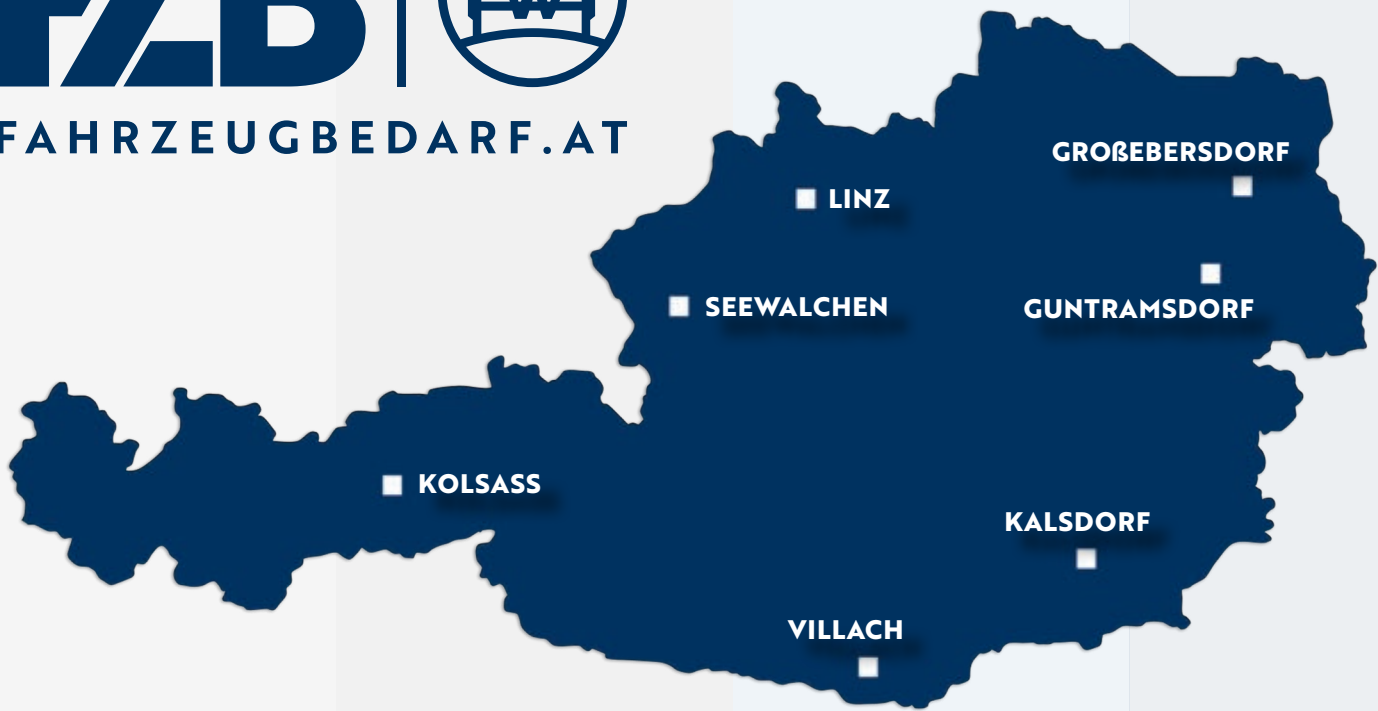 FZB
FAHRZEUGBEDARF.AT
GROßEBERSDORF
LINZ
SEEWALCHEN
GUNTRAMSDORF
KOLSASS
KALSDORF
VILLACH